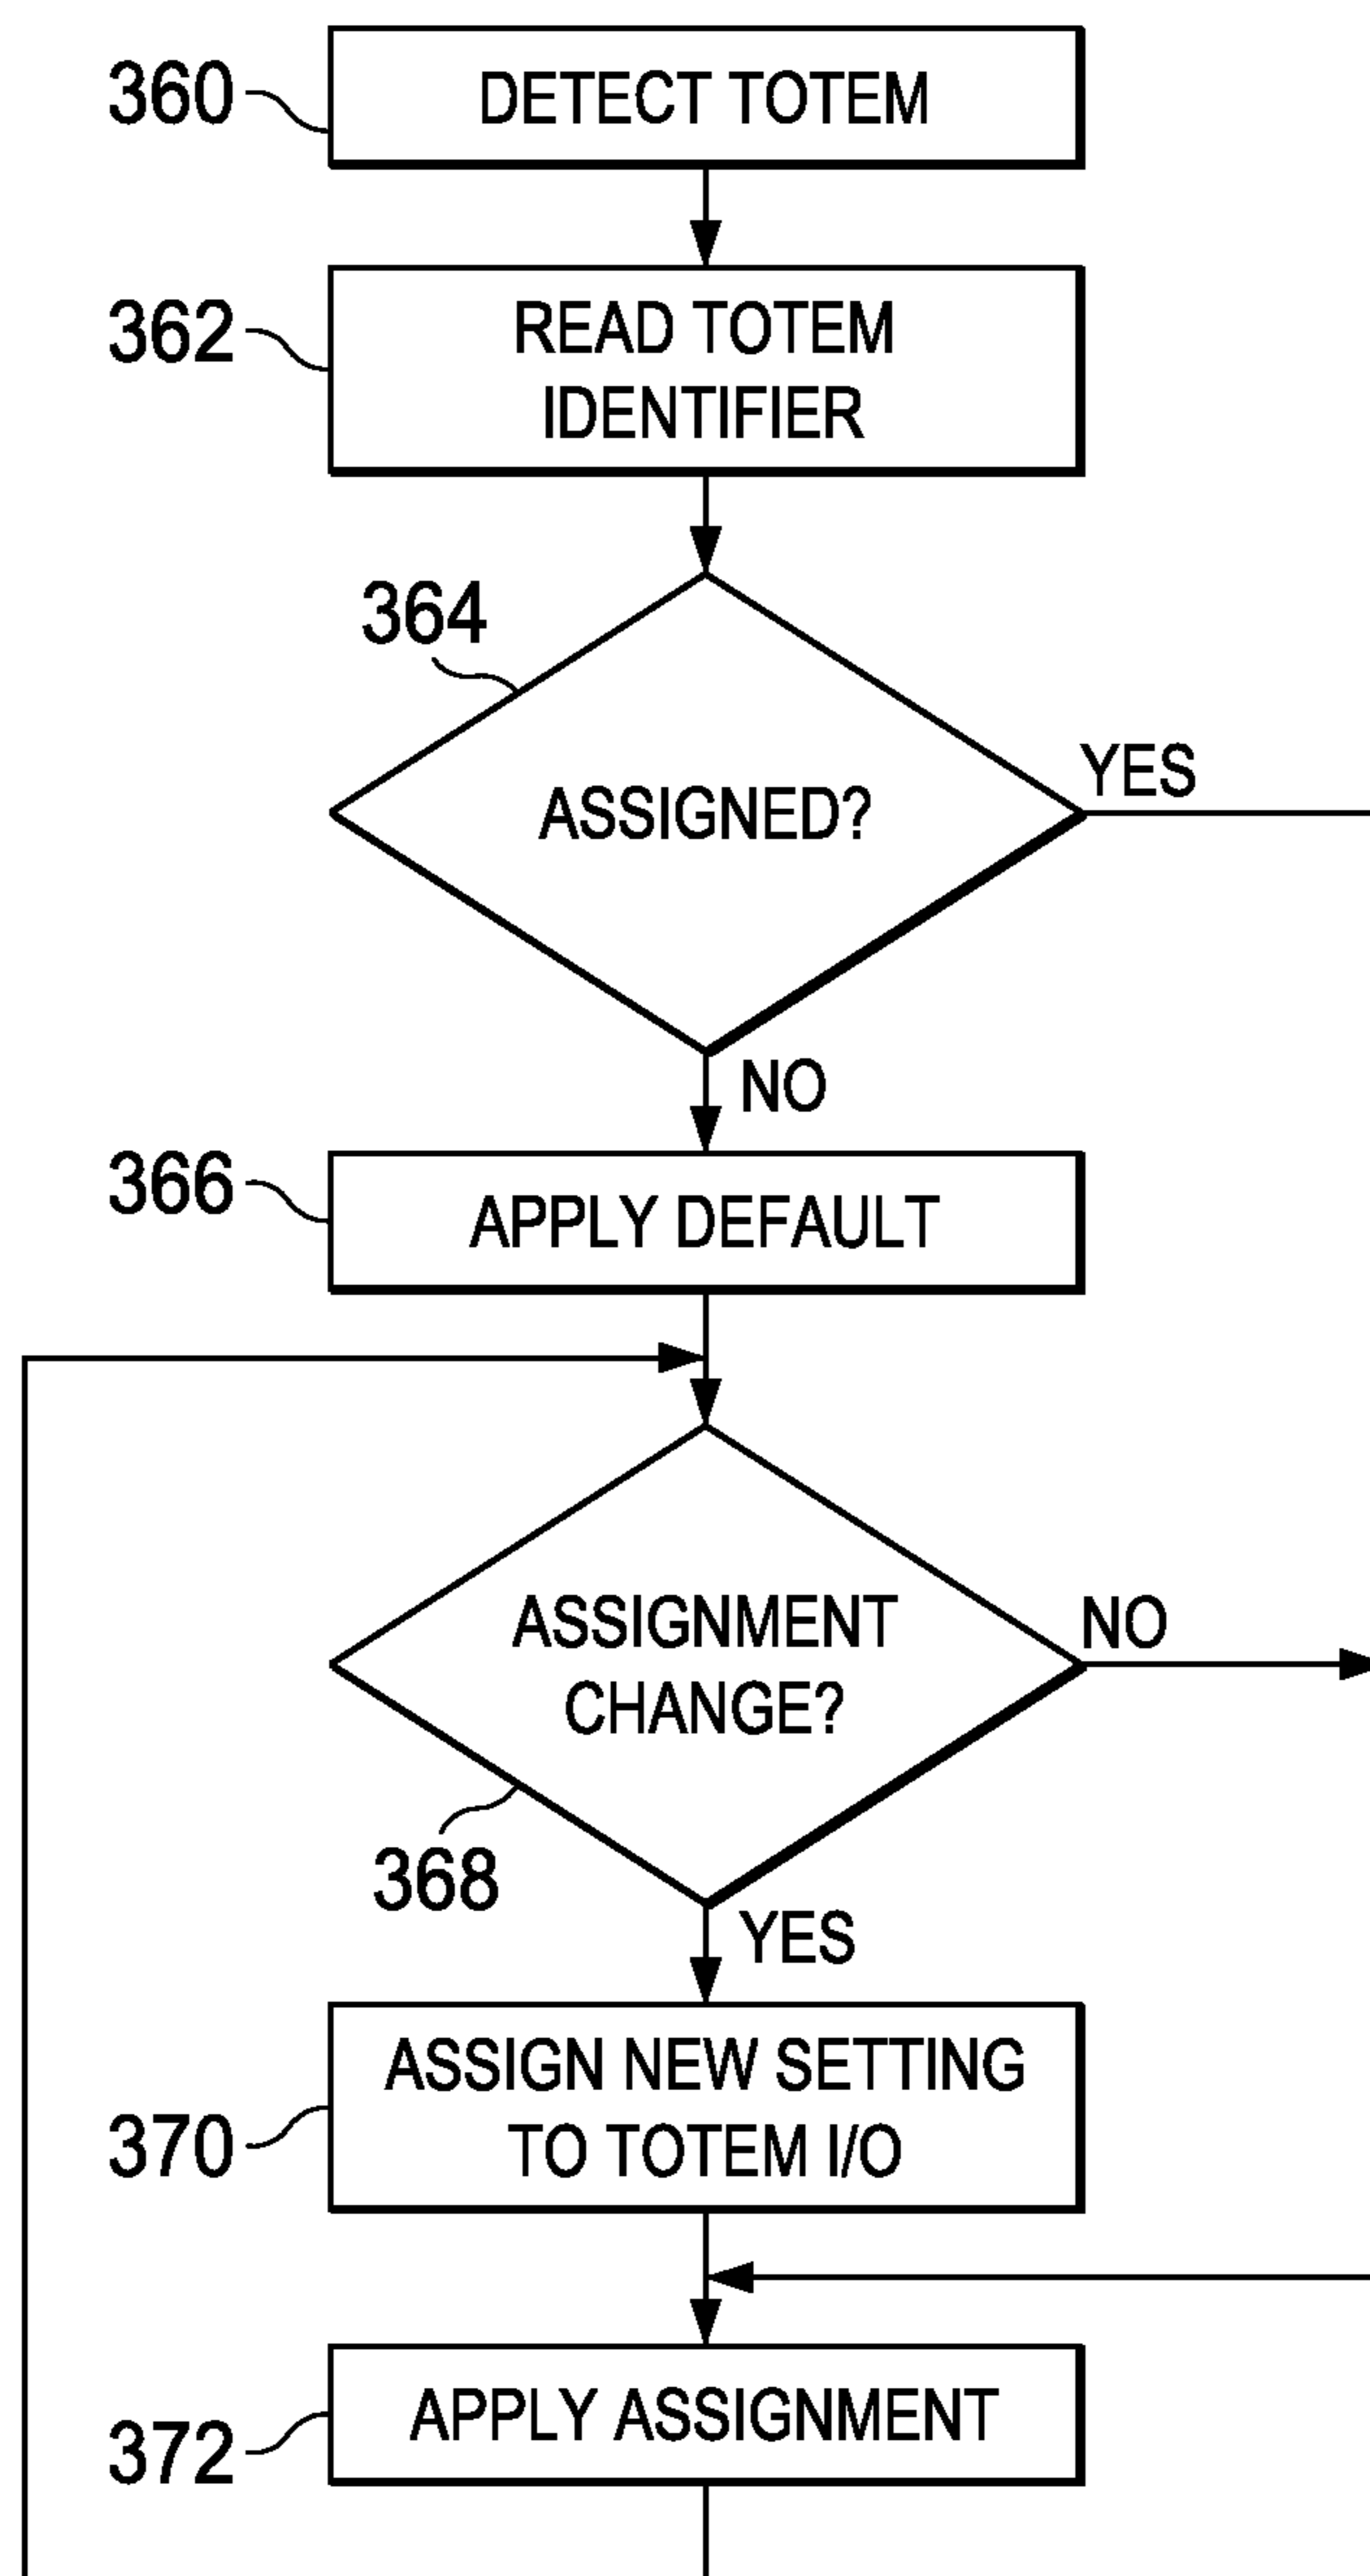 360
DETECT TOTEM
362
READ TOTEM
IDENTIFIER
364
ASSIGNED?
YES
NO
366
APPLY DEFAULT
ASSIGNMENT
CHANGE?
NO
368
YES
370
ASSIGN NEW SETTING
TO TOTEM I/O
372
APPLY ASSIGNMENT